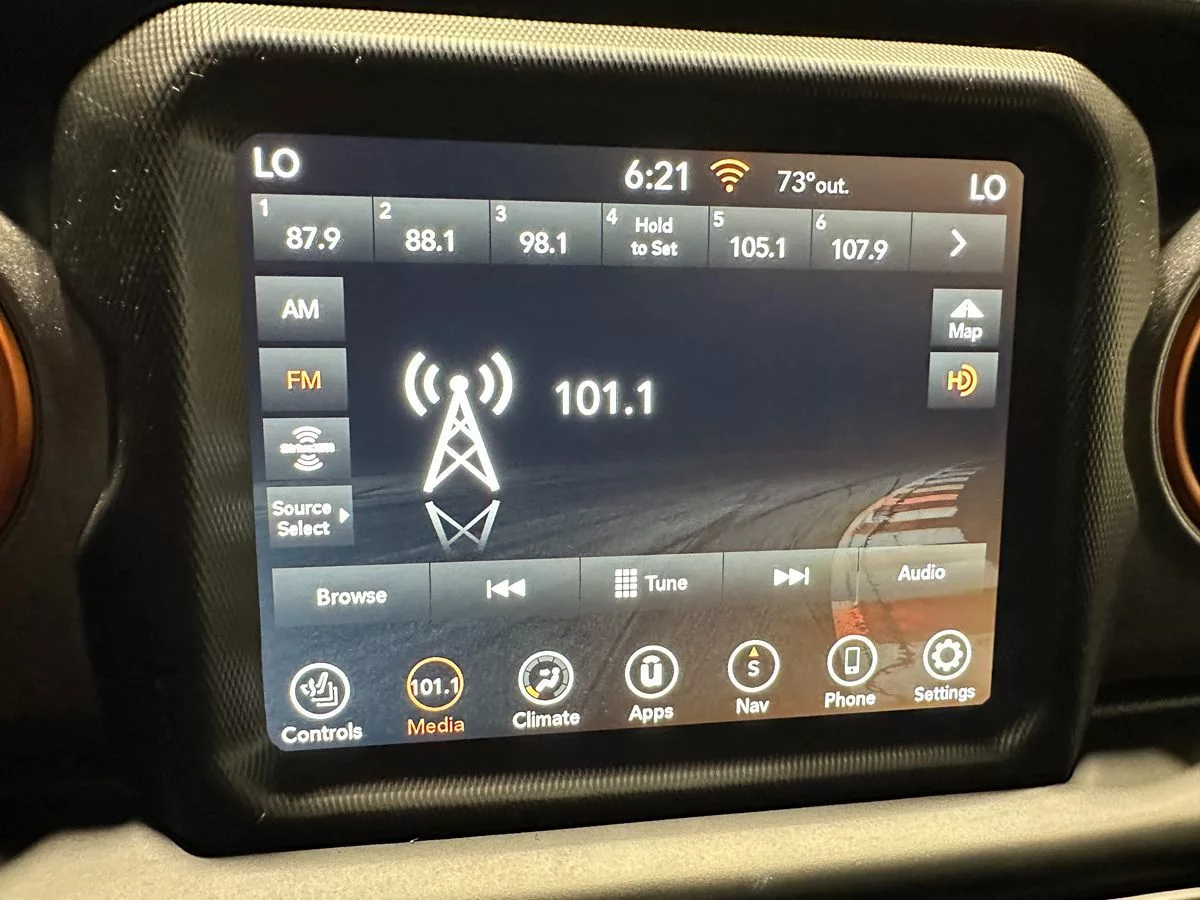 LO 6:21 73°out. LO
1 87.9 2 88.1 3 98.1 4 Hold to Set 5 105.1 6 107.9
AM
Map
FM
HD
101.1
Source
Select
Browse Tune Audio
101.1 S
Controls Media Climate Apps Nav Phone Settings